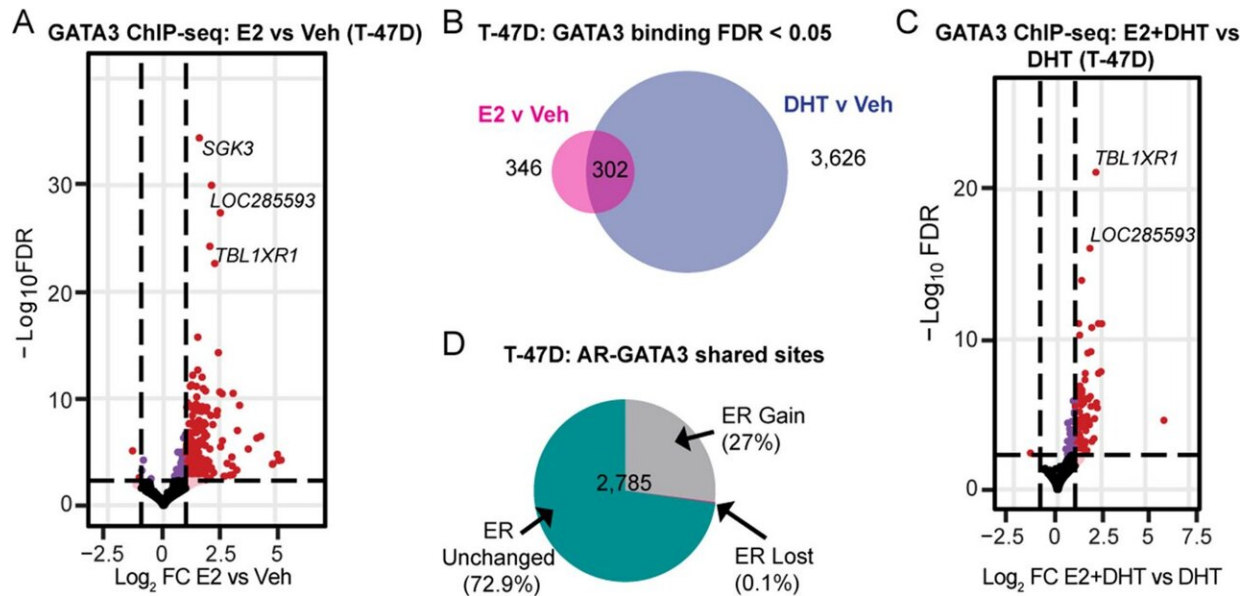 A
GATA3 ChIP-seq: E2 vs Veh (T-47D)
−Log10FDR
30
20
10
0
SGK3
LOC285593
TBL1XR1
−2.5
0
2.5
5
Log2 FC E2 vs Veh
B
T-47D: GATA3 binding FDR < 0.05
E2 v Veh
DHT v Veh
346
302
3,626
C
GATA3 ChIP-seq: E2+DHT vs
DHT (T-47D)
−Log10 FDR
20
10
0
TBL1XR1
LOC285593
−2.5
0
2.5
5
7.5
Log2 FC E2+DHT vs DHT
D
T-47D: AR-GATA3 shared sites
2,785
ER Gain
(27%)
ER
Unchanged
(72.9%)
ER Lost
(0.1%)